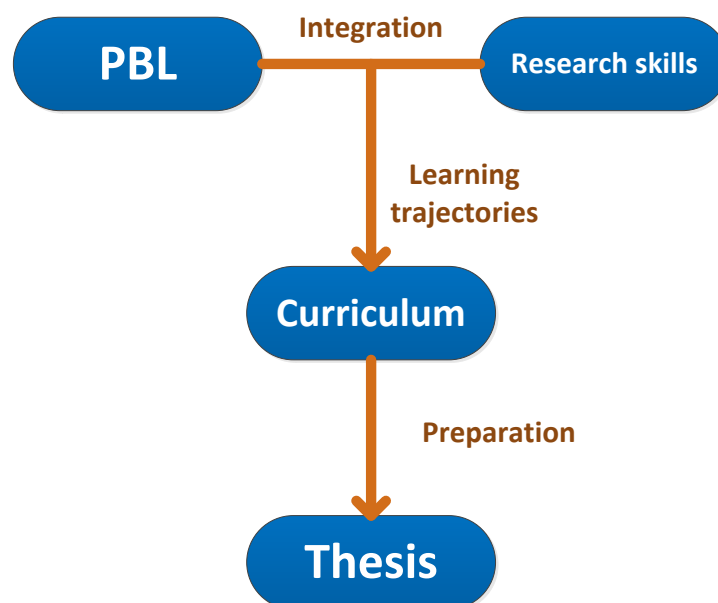 Integration
PBL
Research skills
Learning
trajectories
Curriculum
Preparation
Thesis